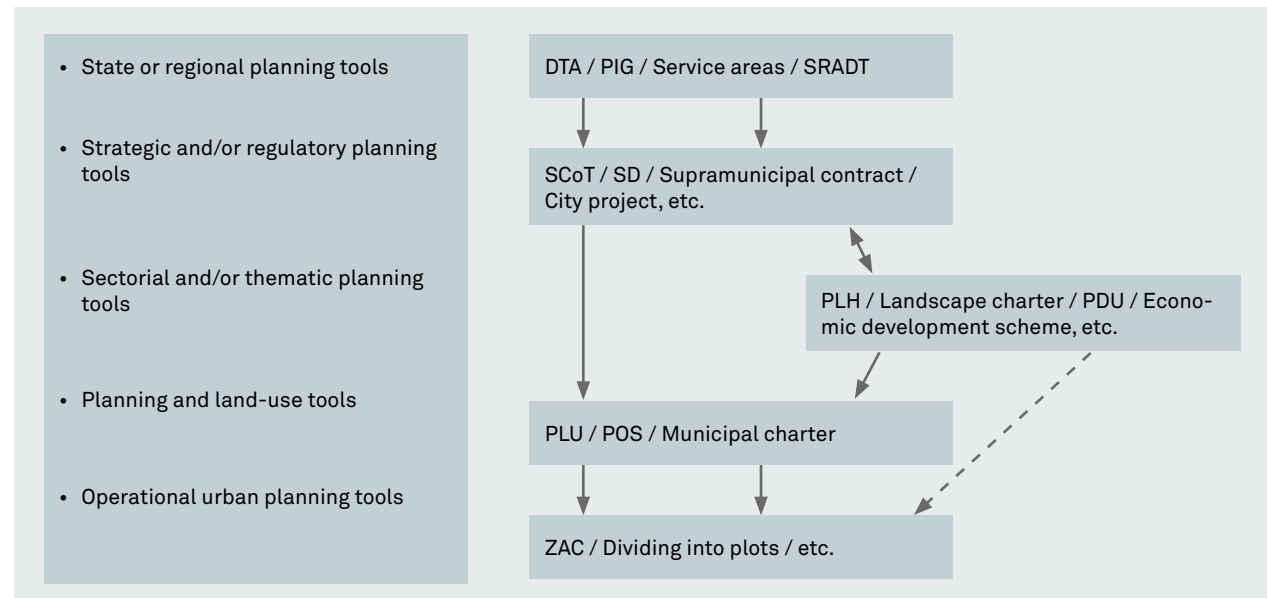 • State or regional planning tools
• Strategic and/or regulatory planning
tools
• Sectorial and/or thematic planning
tools
• Planning and land-use tools
• Operational urban planning tools
DTA / PIG / Service areas / SRADT
SCoT / SD / Supramunicipal contract /
City project, etc.
PLH / Landscape charter / PDU / Econo-
mic development scheme, etc.
PLU / POS / Municipal charter
ZAC / Dividing into plots / etc.